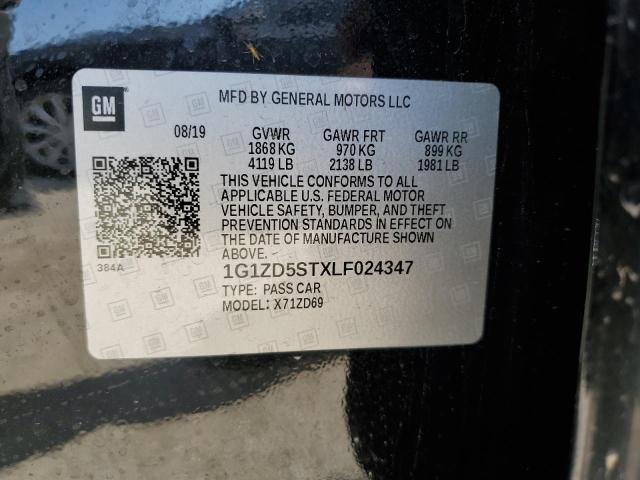 GM
MFD BY GENERAL MOTORS LLC
08/19 GVWR GAWR FRT GAWR RR
1868 KG 970 KG 899 KG
4119 LB 2138 LB 1981 LB
THIS VEHICLE CONFORMS TO ALL
APPLICABLE U.S. FEDERAL MOTOR
VEHICLE SAFETY, BUMPER, AND THEFT
PREVENTION STANDARDS IN EFFECT ON
THE DATE OF MANUFACTURE SHOWN
ABOVE.
384A
1G1ZD5STXLF024347
TYPE: PASS CAR
MODEL: X71ZD69